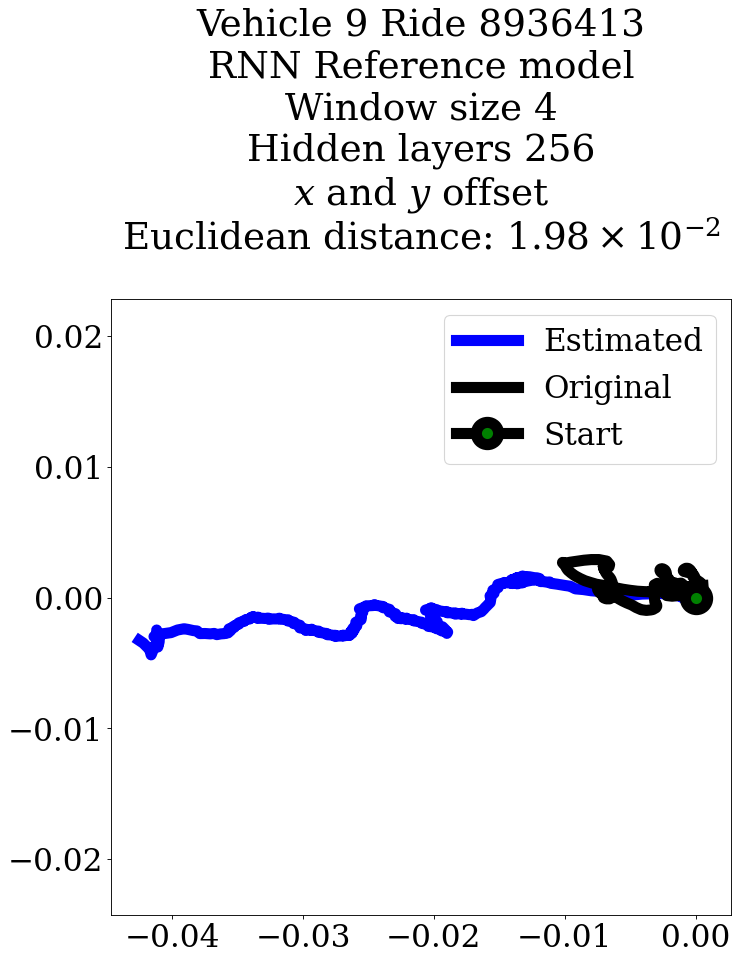 Vehicle 9 Ride 8936413
RNN Reference model
Window size 4
Hidden layers 256
x and y offset
Euclidean distance: 1.98 × 10⁻²
Estimated
Original
Start
0.02
0.01
0.00
−0.01
−0.02
−0.04 −0.03 −0.02 −0.01 0.00